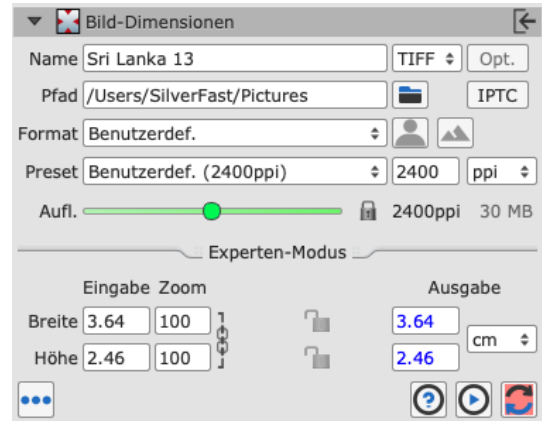 Bild-Dimensionen
Name Sri Lanka 13 TIFF Opt.
Pfad /Users/SilverFast/Pictures IPTC
Format Benutzerdef.
Preset Benutzerdef. (2400ppi) 2400 ppi
Aufl. 2400ppi 30 MB
Experten-Modus
Eingabe Zoom Ausgabe
Breite 3.64 100 3.64
cm
Höhe 2.46 100 2.46
?